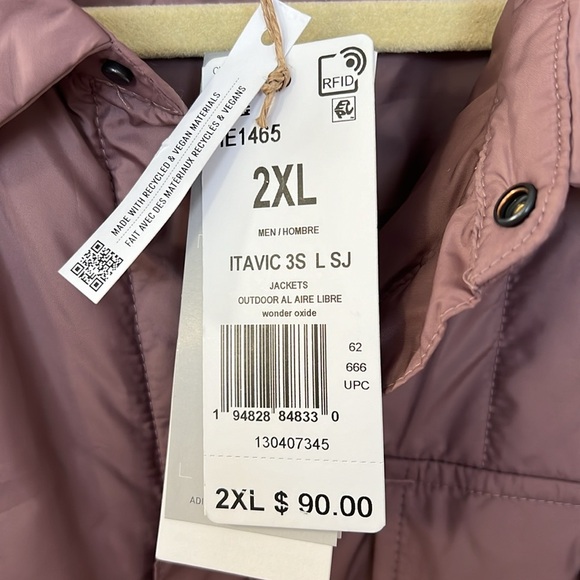 MADE WITH RECYCLED & VEGAN MATERIALS
FAIT AVEC DES MATÉRIAUX RECYCLÉS & VEGANS
RFID
E1465
2XL
MEN / HOMBRE
ITAVIC 3S L SJ
JACKETS
OUTDOOR AL AIRE LIBRE
wonder oxide
62
666
UPC
1 94828 84833 0
130407345
2XL $ 90.00